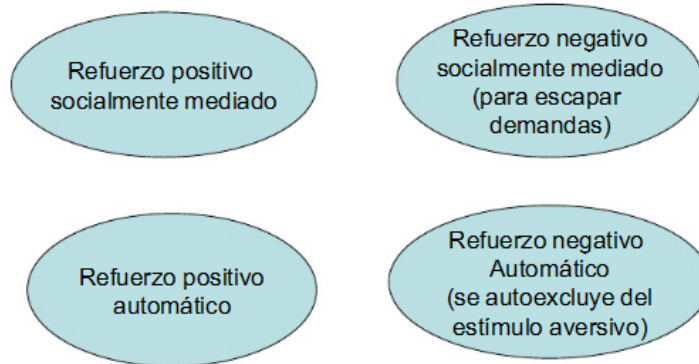 Refuerzo positivo
socialmente mediado
Refuerzo negativo
socialmente mediado
(para escapar
demandas)
Refuerzo positivo
automático
Refuerzo negativo
Automático
(se autoexcluye del
estímulo aversivo)